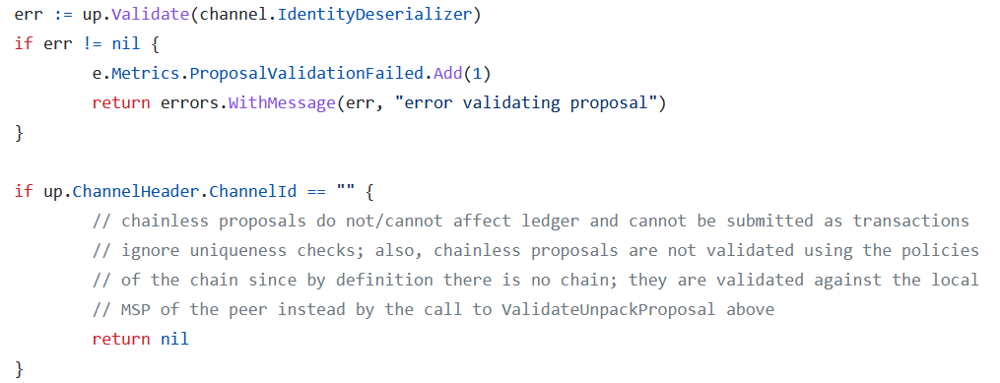 err := up.Validate(channel.IdentityDeserializer)
if err != nil {
        e.Metrics.ProposalValidationFailed.Add(1)
        return errors.WithMessage(err, "error validating proposal")
}

if up.ChannelHeader.ChannelId == "" {
        // chainless proposals do not/cannot affect ledger and cannot be submitted as transactions
        // ignore uniqueness checks; also, chainless proposals are not validated using the policies
        // of the chain since by definition there is no chain; they are validated against the local
        // MSP of the peer instead by the call to ValidateUnpackProposal above
        return nil
}